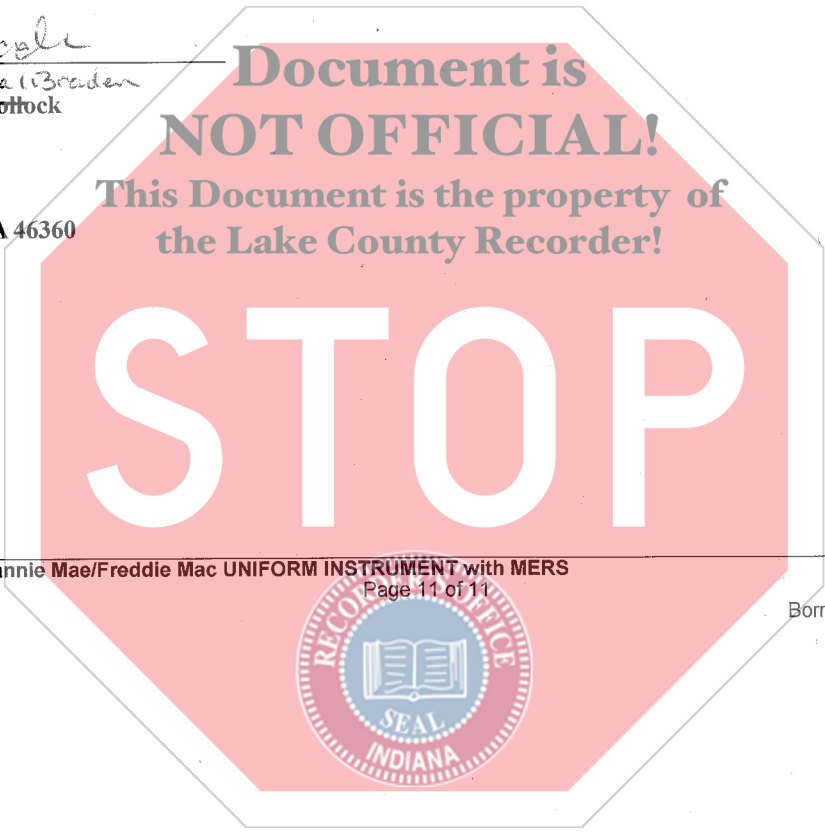 Document is
NOT OFFICIAL!
ollock
This Document is the property of
A 46360
the Lake County Recorder!
STOP
annie Mae/Freddie Mac UNIFORM INSTRUMENT with MERS
Page 11 of 11
Borr
RECORDER'S OFFICE
SEAL
INDIANA